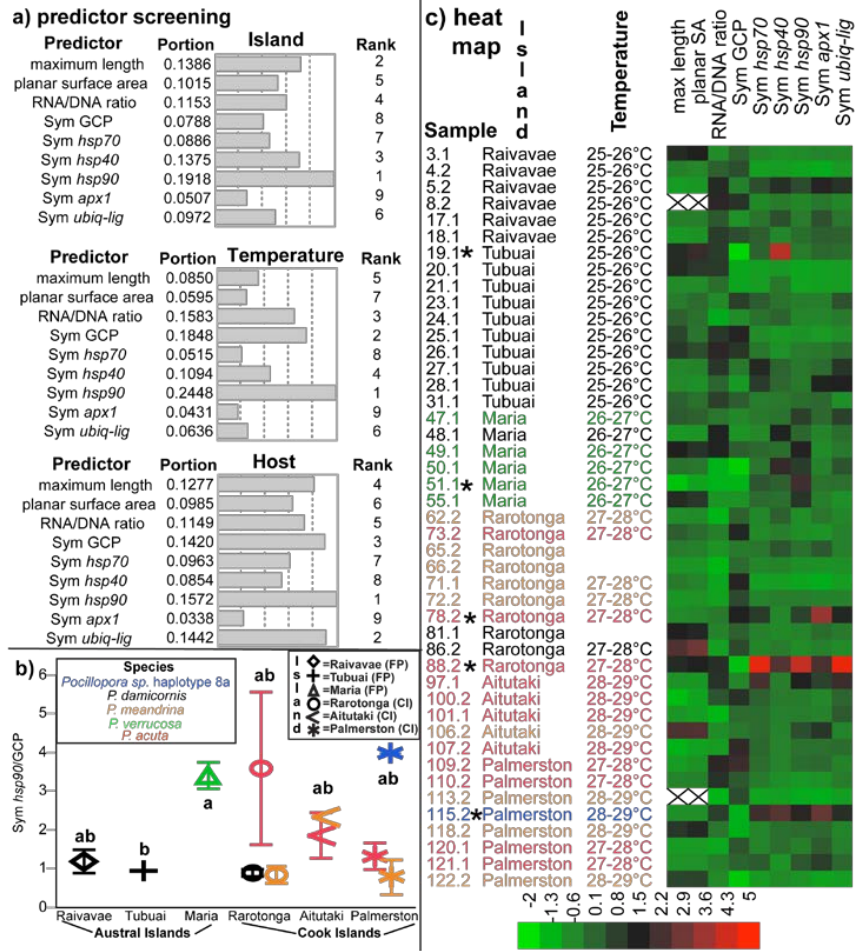 a) predictor screening
Predictor Portion Island Rank
maximum length 0.1386 2
planar surface area 0.1015 5
RNA/DNA ratio 0.1153 4
Sym GCP 0.0788 8
Sym hsp70 0.0886 7
Sym hsp40 0.1375 3
Sym hsp90 0.1918 1
Sym apx1 0.0507 9
Sym ubiq-lig 0.0972 6
Predictor Portion Temperature Rank
maximum length 0.0850 5
planar surface area 0.0595 7
RNA/DNA ratio 0.1583 3
Sym GCP 0.1848 2
Sym hsp70 0.0515 8
Sym hsp40 0.1094 4
Sym hsp90 0.2448 1
Sym apx1 0.0431 9
Sym ubiq-lig 0.0636 6
Predictor Portion Host Rank
maximum length 0.1277 4
planar surface area 0.0985 6
RNA/DNA ratio 0.1149 5
Sym GCP 0.1420 3
Sym hsp70 0.0963 7
Sym hsp40 0.0854 8
Sym hsp90 0.1572 1
Sym apx1 0.0338 9
Sym ubiq-lig 0.1442 2
b)
Species
Pocillopora sp. haplotype 8a
P. damicornis
P. meandrina
P. verrucosa
P. acuta
Island
=Raivavae (FP)
=Tubuai (FP)
=Maria (FP)
=Rarotonga (CI)
=Aitutaki (CI)
=Palmerston (CI)
Sym hsp90/GCP
6
5
4
3
2
1
0
ab
b
a
ab
ab
ab
Raivavae Tubuai Maria Rarotonga Aitutaki Palmerston
Austral Islands Cook Islands
c) heat
map
Sample Island Temperature
max length
planar SA
RNA/DNA ratio
Sym GCP
Sym hsp70
Sym hsp40
Sym hsp90
Sym apx1
Sym ubiq-lig
3.1 Raivavae 25-26°C
4.2 Raivavae 25-26°C
5.2 Raivavae 25-26°C
8.2 Raivavae 25-26°C
17.1 Raivavae 25-26°C
18.1 Raivavae 25-26°C
19.1* Tubuai 25-26°C
20.1 Tubuai 25-26°C
21.1 Tubuai 25-26°C
23.1 Tubuai 25-26°C
24.1 Tubuai 25-26°C
25.1 Tubuai 25-26°C
26.1 Tubuai 25-26°C
27.1 Tubuai 25-26°C
28.1 Tubuai 25-26°C
31.1 Tubuai 25-26°C
47.1 Maria 26-27°C
48.1 Maria 26-27°C
49.1 Maria 26-27°C
50.1 Maria 26-27°C
51.1* Maria 26-27°C
55.1 Maria 26-27°C
62.2 Rarotonga 27-28°C
73.2 Rarotonga 27-28°C
65.2 Rarotonga
66.2 Rarotonga
71.1 Rarotonga 27-28°C
72.2 Rarotonga 27-28°C
78.2* Rarotonga 27-28°C
81.1 Rarotonga
86.2 Rarotonga 27-28°C
88.2* Rarotonga 27-28°C
97.1 Aitutaki 28-29°C
100.2 Aitutaki 28-29°C
101.1 Aitutaki 28-29°C
106.2 Aitutaki 28-29°C
107.2 Aitutaki 28-29°C
109.2 Palmerston 27-28°C
110.2 Palmerston 27-28°C
113.2 Palmerston 28-29°C
115.2* Palmerston 28-29°C
118.2 Palmerston 28-29°C
120.1 Palmerston 27-28°C
121.1 Palmerston 27-28°C
122.2 Palmerston 28-29°C
-2 -1.3 -0.6 0.1 0.8 1.5 2.2 2.9 3.6 4.3 5